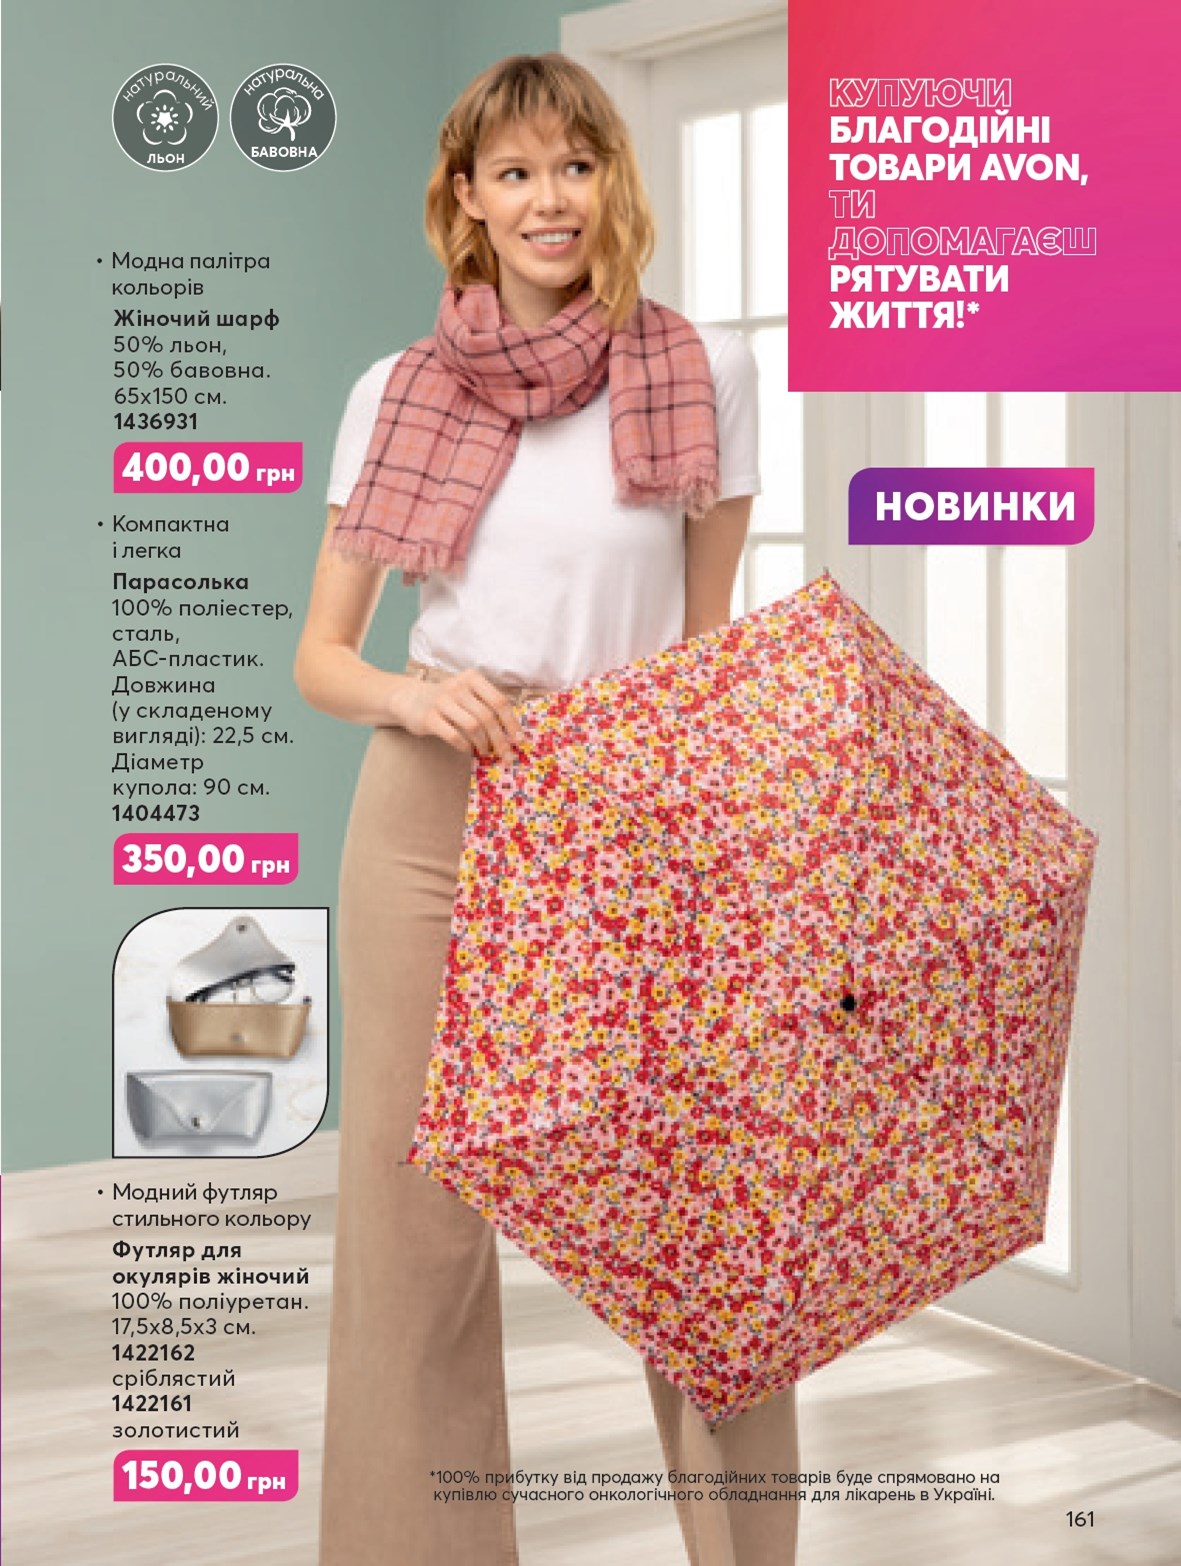 натуральний
ЛЬОН
натуральна
БАВОВНА
КУПУЮЧИ
БЛАГОДІЙНІ
ТОВАРИ AVON,
ТИ
ДОПОМАГАЄШ
РЯТУВАТИ
ЖИТТЯ!*
• Модна палітра
кольорів
Жіночий шарф
50% льон,
50% бавовна.
65х150 см.
1436931
400,00 грн
НОВИНКИ
• Компактна
і легка
Парасолька
100% поліестер,
сталь,
АБС-пластик.
Довжина
(у складеному
вигляді): 22,5 см.
Діаметр
купола: 90 см.
1404473
350,00 грн
• Модний футляр
стильного кольору
Футляр для
окулярів жіночий
100% поліуретан.
17,5х8,5х3 см.
1422162
сріблястий
1422161
золотистий
150,00 грн
*100% прибутку від продажу благодійних товарів буде спрямовано на
купівлю сучасного онкологічного обладнання для лікарень в Україні.
161